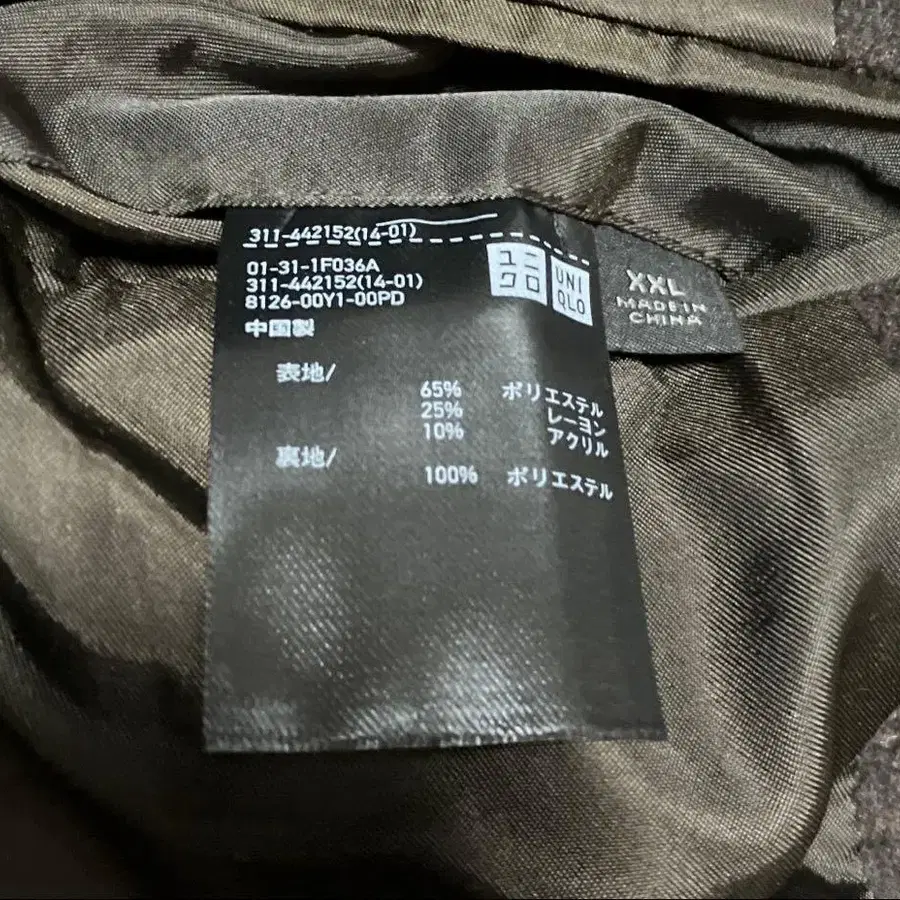 311-442152(14-01)
01-31-1F036A
311-442152(14-01)
8126-00Y1-00PD
中国製
ユニ
クロ
UNI
QLO
XXL
MADE IN
CHINA
表地/
65% ポリエステル
25% レーヨン
10% アクリル
裏地/
100% ポリエステル